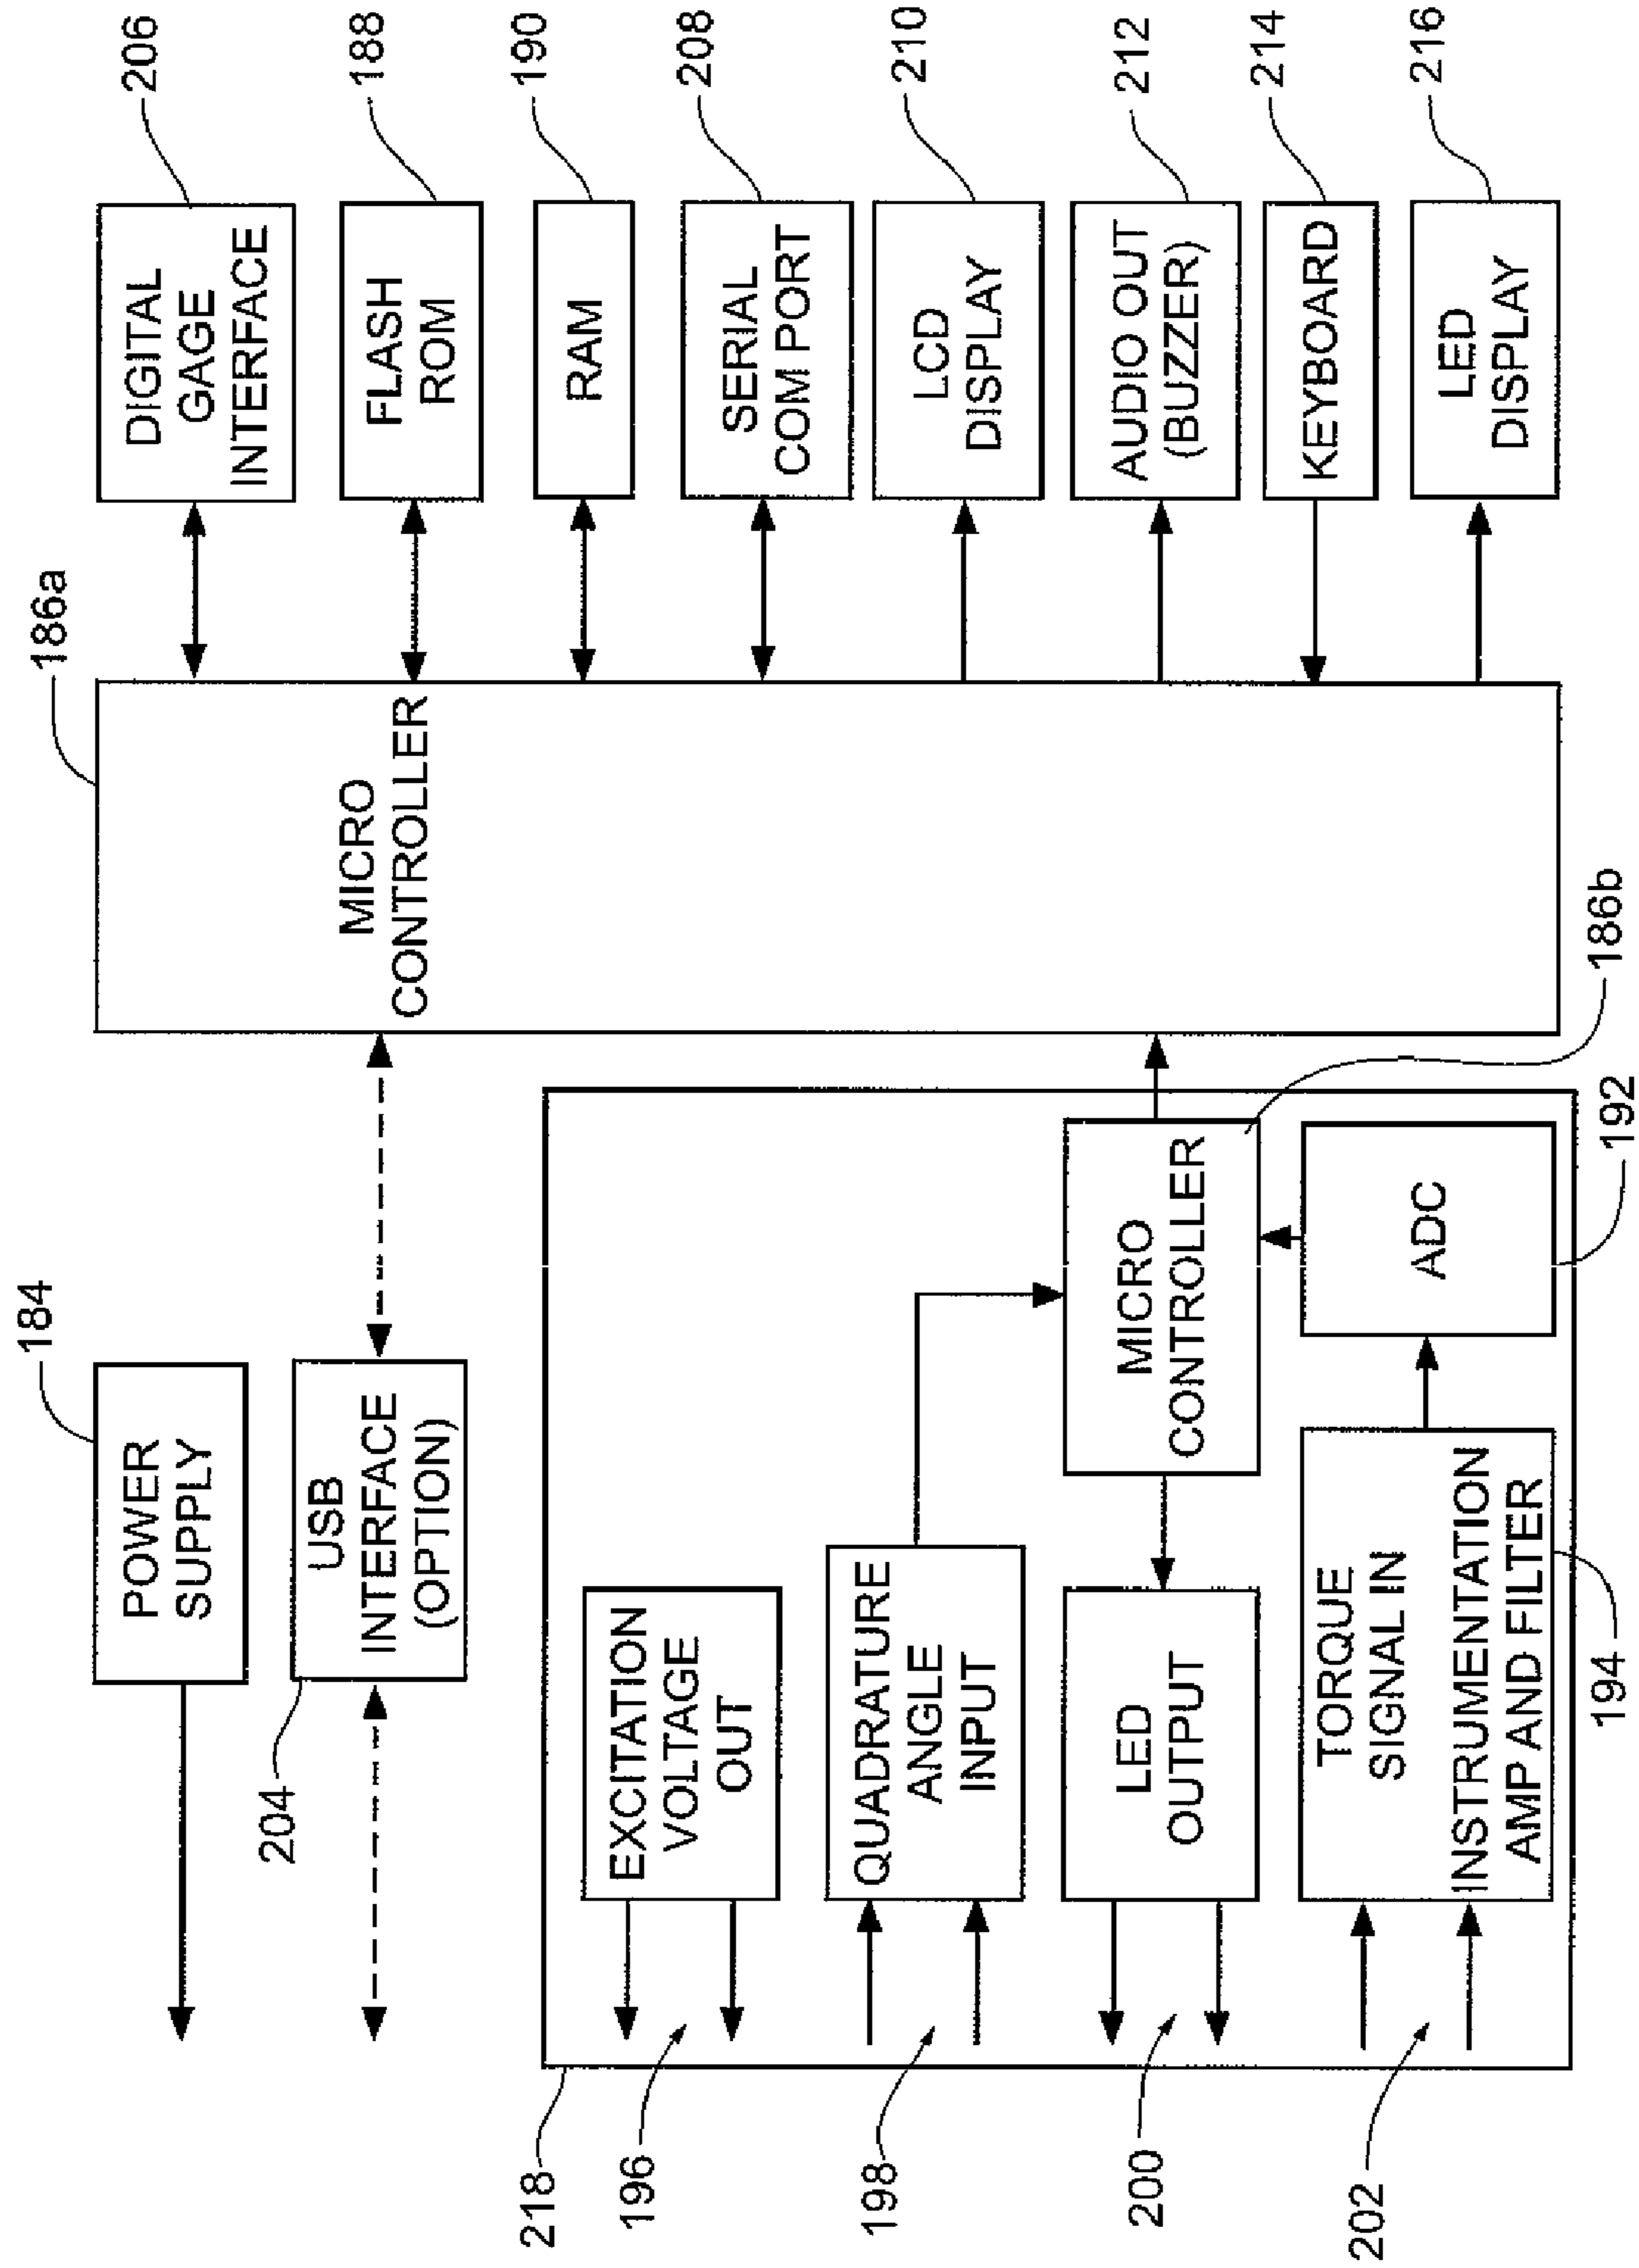 184
POWER
SUPPLY
204
USB
INTERFACE
(OPTION)
186a
MICRO
CONTROLLER
DIGITAL
GAGE
INTERFACE
206
FLASH
ROM
188
RAM
190
SERIAL
COM PORT
208
LCD
DISPLAY
210
AUDIO OUT
(BUZZER)
212
KEYBOARD
214
LED
DISPLAY
216
218
EXCITATION
VOLTAGE
OUT
196
QUADRATURE
ANGLE
INPUT
198
LED
OUTPUT
200
MICRO
CONTROLLER
186b
TORQUE
SIGNAL IN
INSTRUMENTATION
AMP AND FILTER
202
194
ADC
192